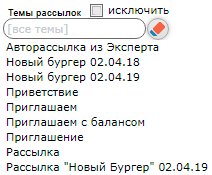 Темы рассылок исключить
[все темы]
Авторассылка из Эксперта
Новый бургер 02.04.18
Новый бургер 02.04.19
Приветствие
Приглашаем
Приглашаем с балансом
Приглашение
Рассылка
Рассылка "Новый Бургер" 02.04.19